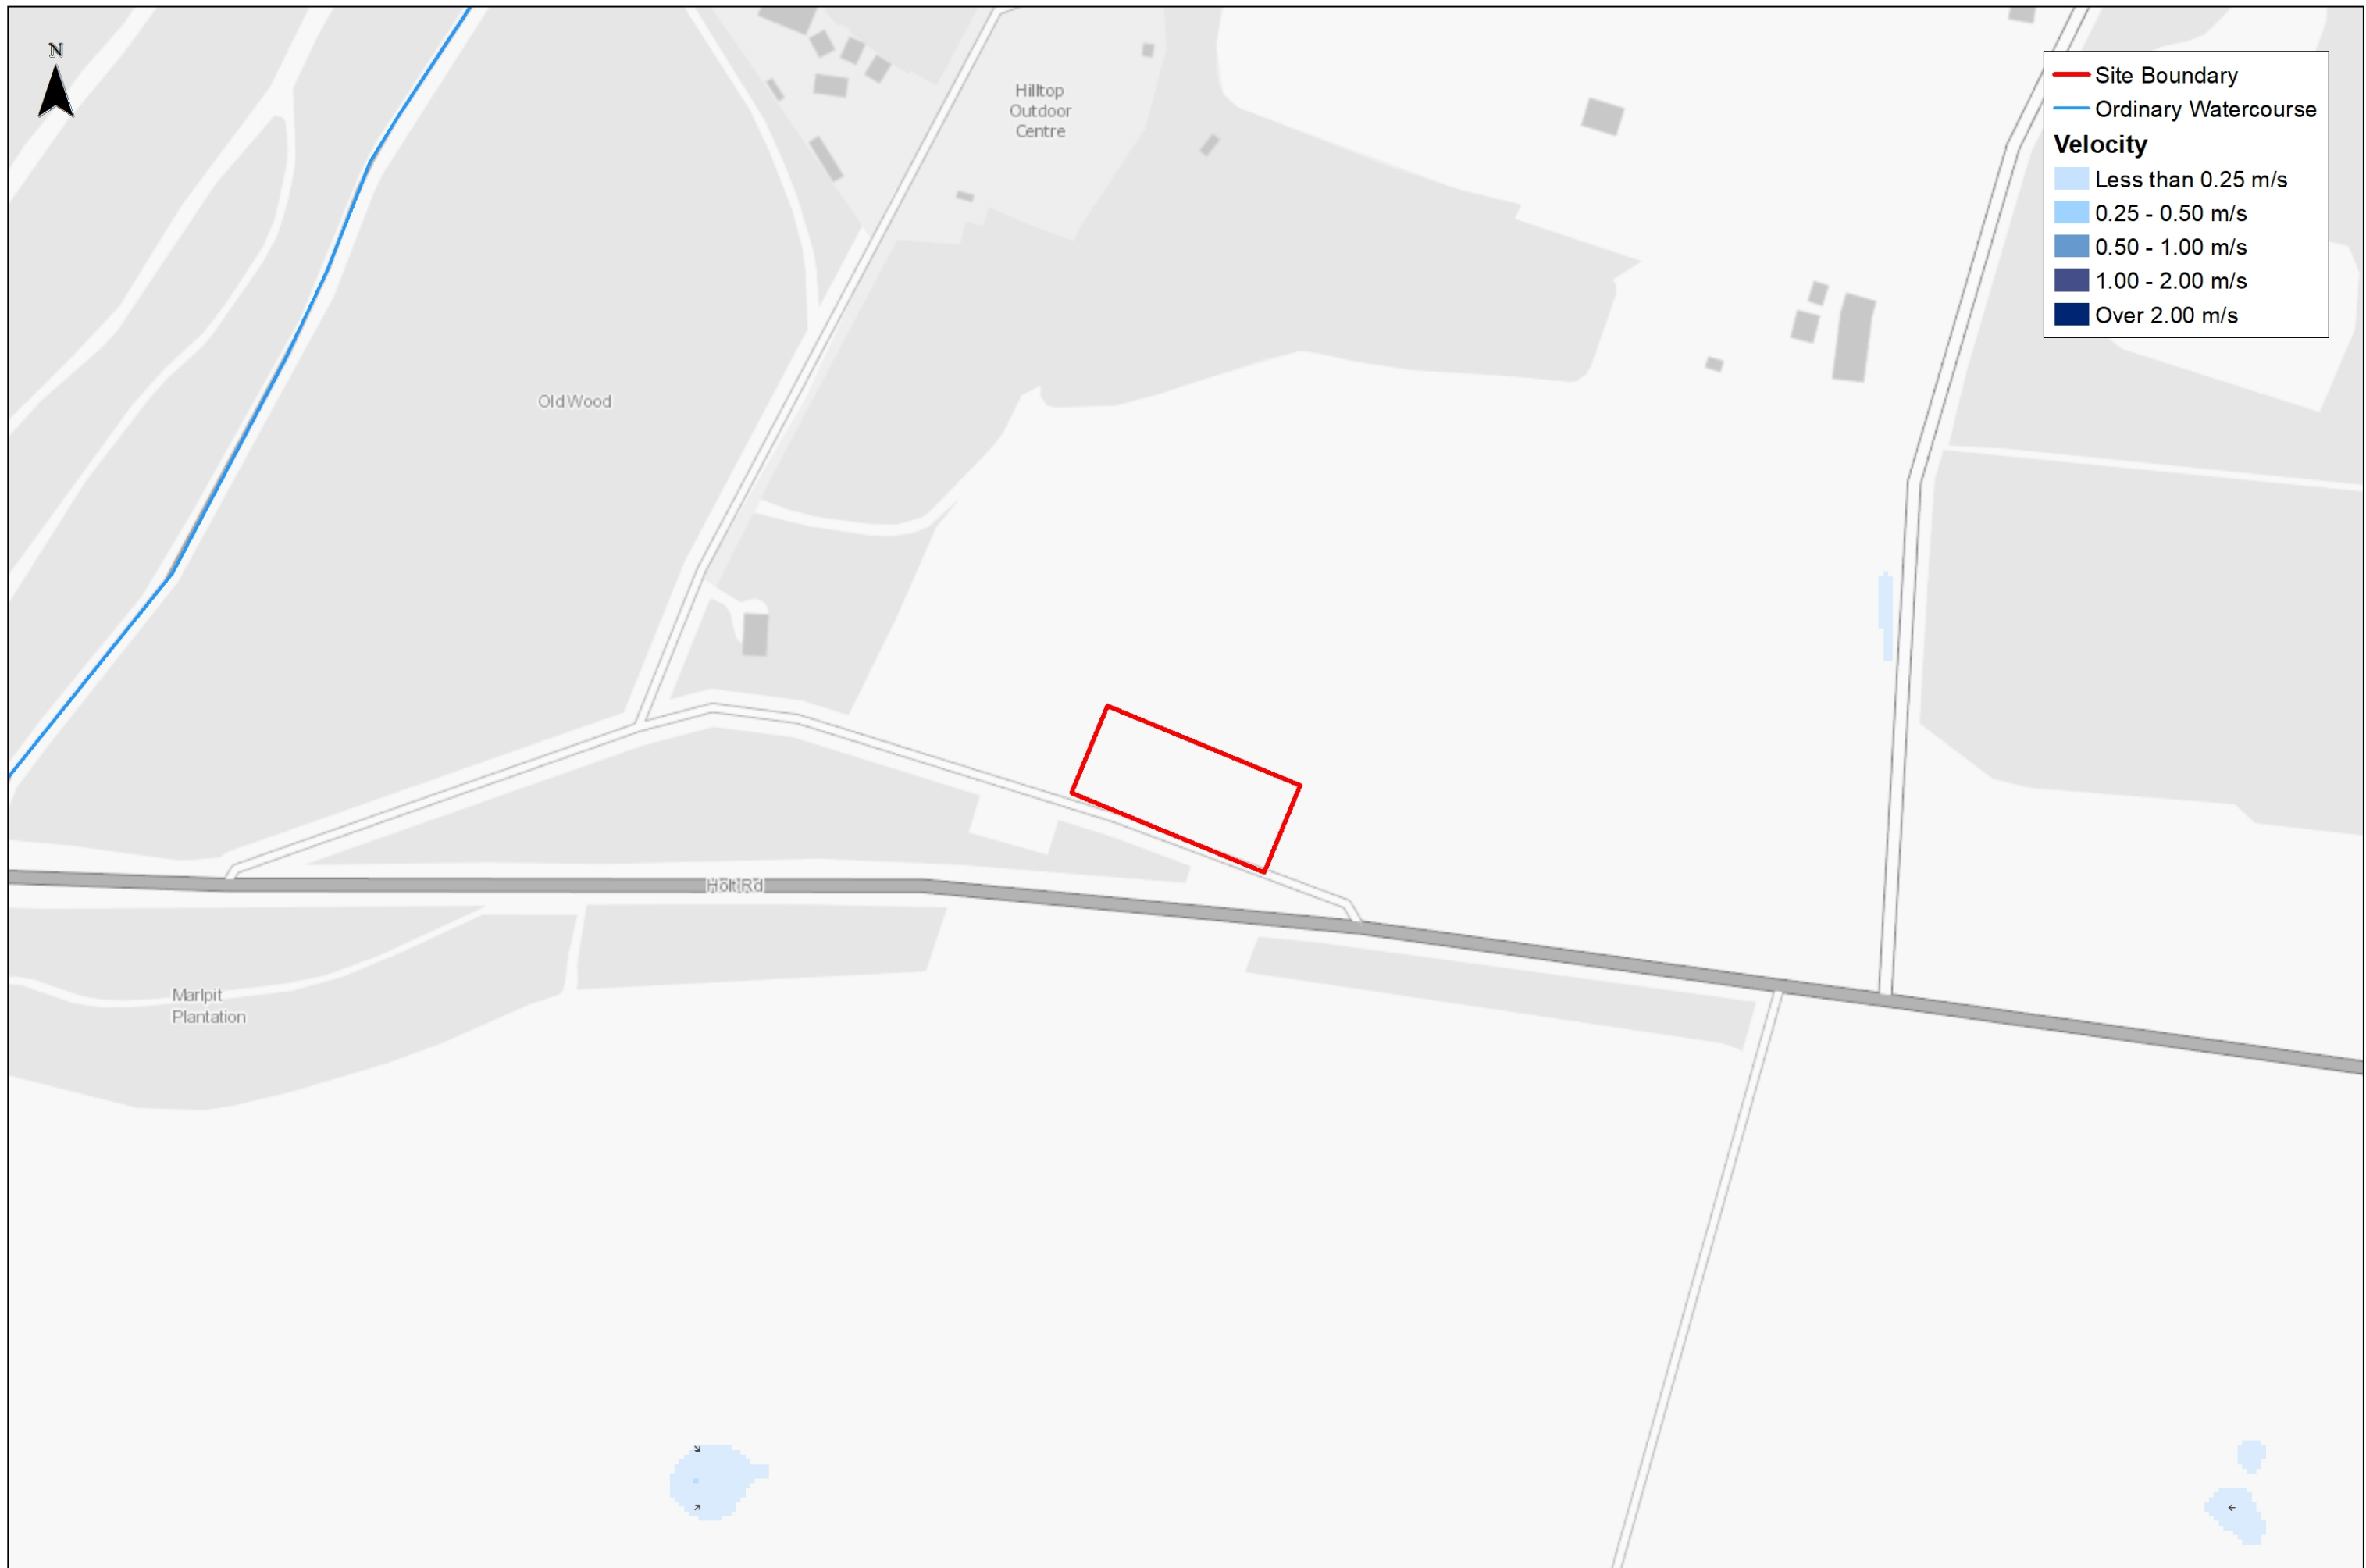 N
Hilltop
Outdoor
Centre
Site Boundary
Ordinary Watercourse
Velocity
Less than 0.25 m/s
0.25 - 0.50 m/s
0.50 - 1.00 m/s
1.00 - 2.00 m/s
Over 2.00 m/s
Old Wood
Holt Rd
Marlpit
Plantation